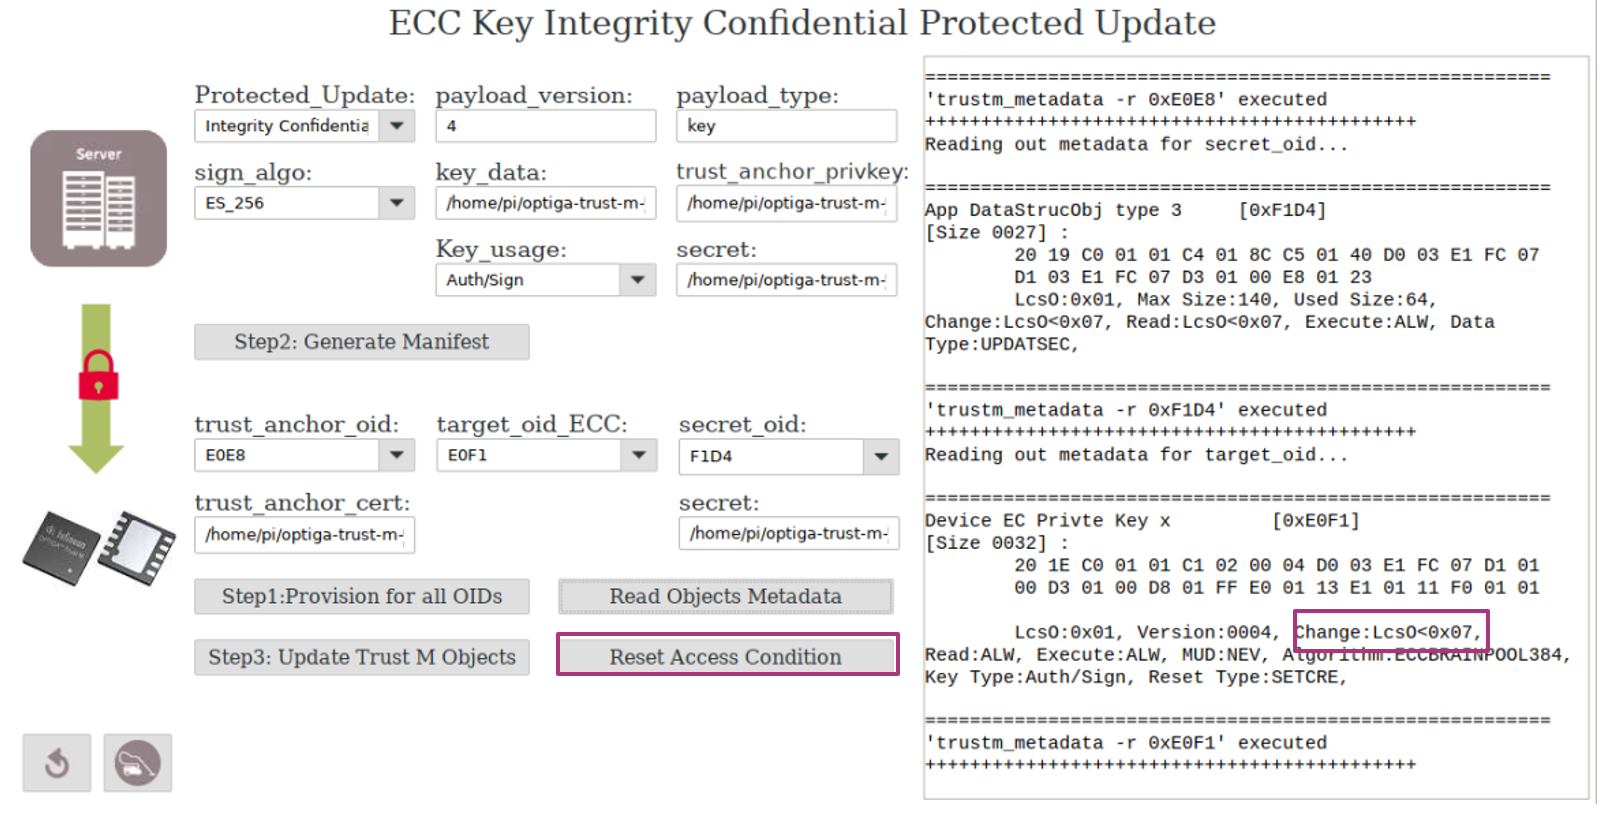 ECC Key Integrity Confidential Protected Update
Server
Protected_Update:
Integrity Confidentia
payload_version:
4
payload_type:
key
sign_algo:
ES_256
key_data:
/home/pi/optiga-trust-m-
trust_anchor_privkey:
/home/pi/optiga-trust-m-
Key_usage:
Auth/Sign
secret:
/home/pi/optiga-trust-m-
Step2: Generate Manifest
trust_anchor_oid:
E0E8
target_oid_ECC:
E0F1
secret_oid:
F1D4
trust_anchor_cert:
/home/pi/optiga-trust-m-
secret:
/home/pi/optiga-trust-m-
Step1:Provision for all OIDs
Read Objects Metadata
Step3: Update Trust M Objects
Reset Access Condition
Infineon
OPTIGA™ Trust M
========================================================
'trustm_metadata -r 0xE0E8' executed
++++++++++++++++++++++++++++++++++++++++++++
Reading out metadata for secret_oid...
========================================================
App DataStrucObj type 3     [0xF1D4]
[Size 0027] :
20 19 C0 01 01 C4 01 8C C5 01 40 D0 03 E1 FC 07
D1 03 E1 FC 07 D3 01 00 E8 01 23
LcsO:0x01, Max Size:140, Used Size:64,
Change:LcsO<0x07, Read:LcsO<0x07, Execute:ALW, Data
Type:UPDATSEC,
========================================================
'trustm_metadata -r 0xF1D4' executed
++++++++++++++++++++++++++++++++++++++++++++
Reading out metadata for target_oid...
========================================================
Device EC Privte Key x         [0xE0F1]
[Size 0032] :
20 1E C0 01 01 C1 02 00 04 D0 03 E1 FC 07 D1 01
00 D3 01 00 D8 01 FF E0 01 13 E1 01 11 F0 01 01
LcsO:0x01, Version:0004, Change:LcsO<0x07,
Read:ALW, Execute:ALW, MUD:NEV, Algorithm:ECCBRAINPOOL384,
Key Type:Auth/Sign, Reset Type:SETCRE,
========================================================
'trustm_metadata -r 0xE0F1' executed
++++++++++++++++++++++++++++++++++++++++++++